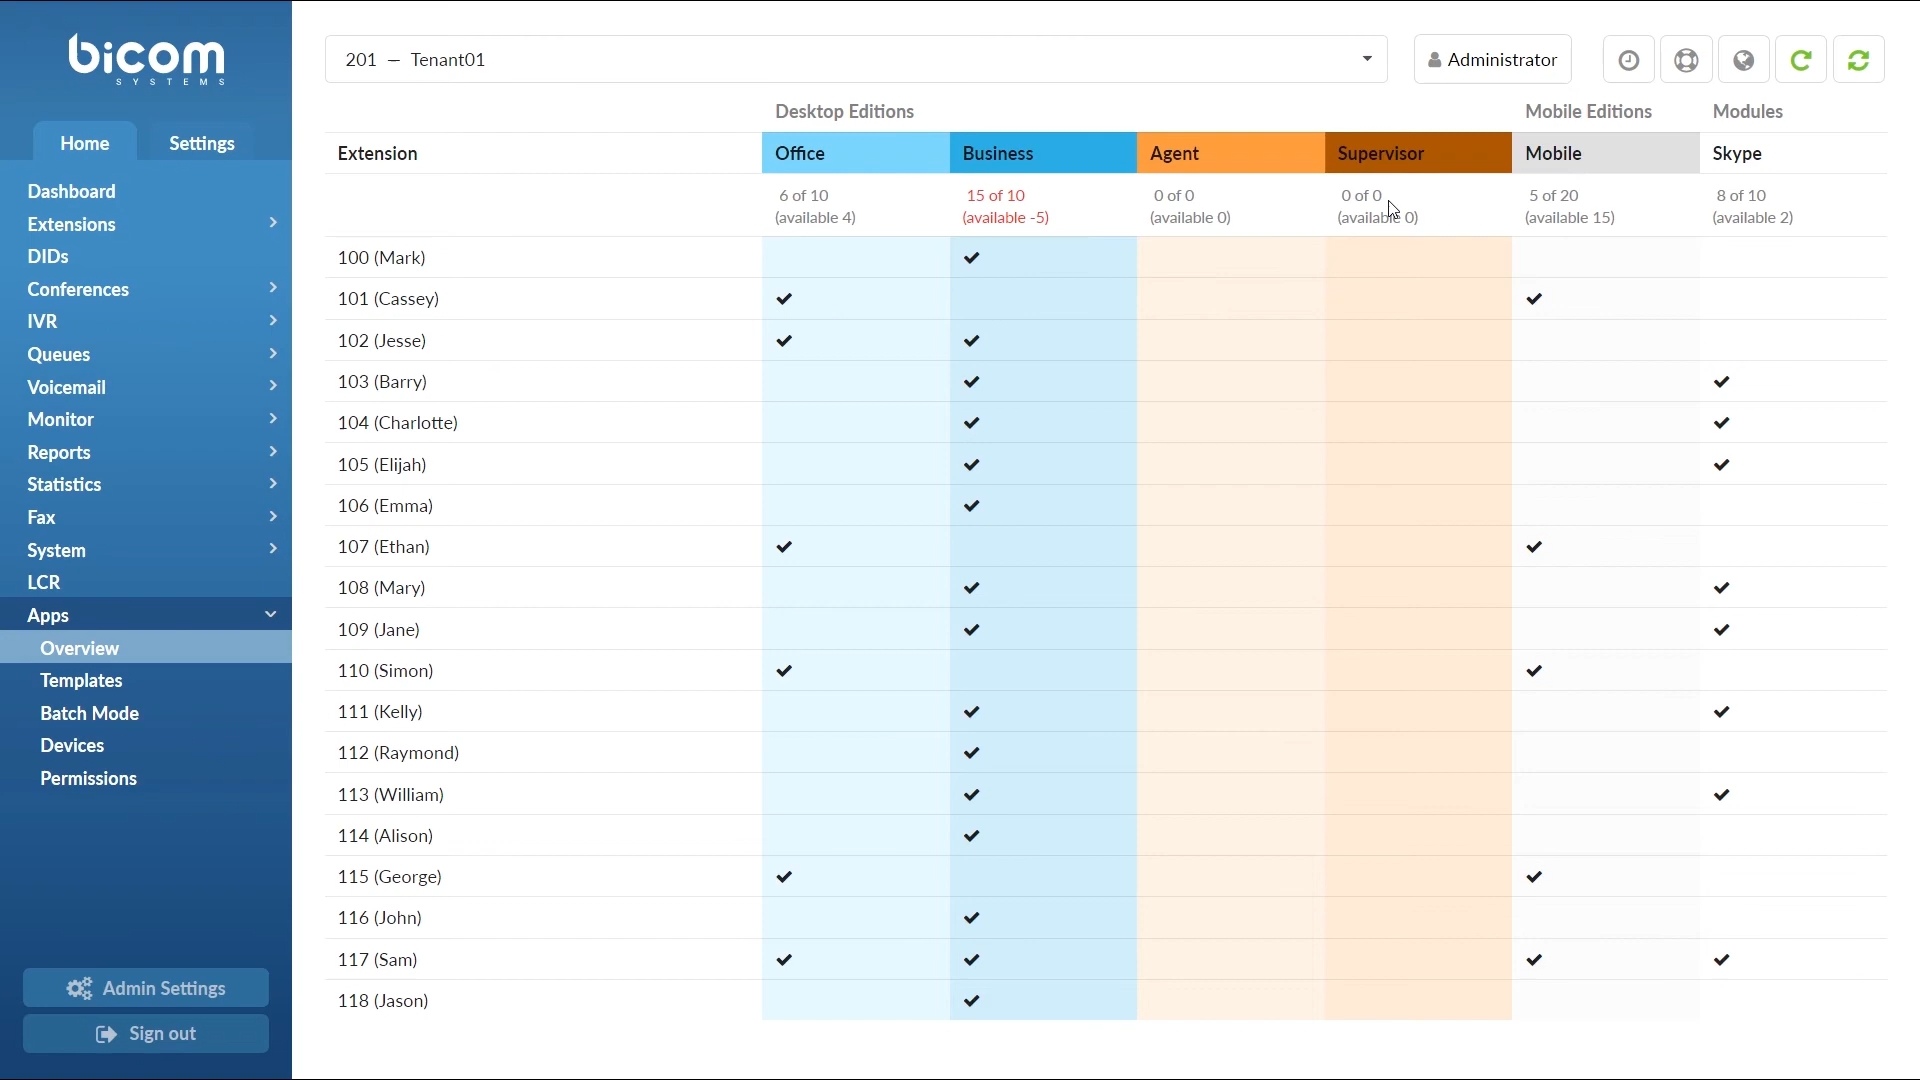 bicom
SYSTEMS
Home Settings
Dashboard
Extensions
DIDs
Conferences
IVR
Queues
Voicemail
Monitor
Reports
Statistics
Fax
System
LCR
Apps
Overview
Templates
Batch Mode
Devices
Permissions
Admin Settings
Sign out
201 — Tenant01 Administrator
Desktop Editions Mobile Editions Modules
Extension Office Business Agent Supervisor Mobile Skype
6 of 10 15 of 10 0 of 0 0 of 0 5 of 20 8 of 10
(available 4) (available -5) (available 0) (available 0) (available 15) (available 2)
100 (Mark)
101 (Cassey)
102 (Jesse)
103 (Barry)
104 (Charlotte)
105 (Elijah)
106 (Emma)
107 (Ethan)
108 (Mary)
109 (Jane)
110 (Simon)
111 (Kelly)
112 (Raymond)
113 (William)
114 (Alison)
115 (George)
116 (John)
117 (Sam)
118 (Jason)